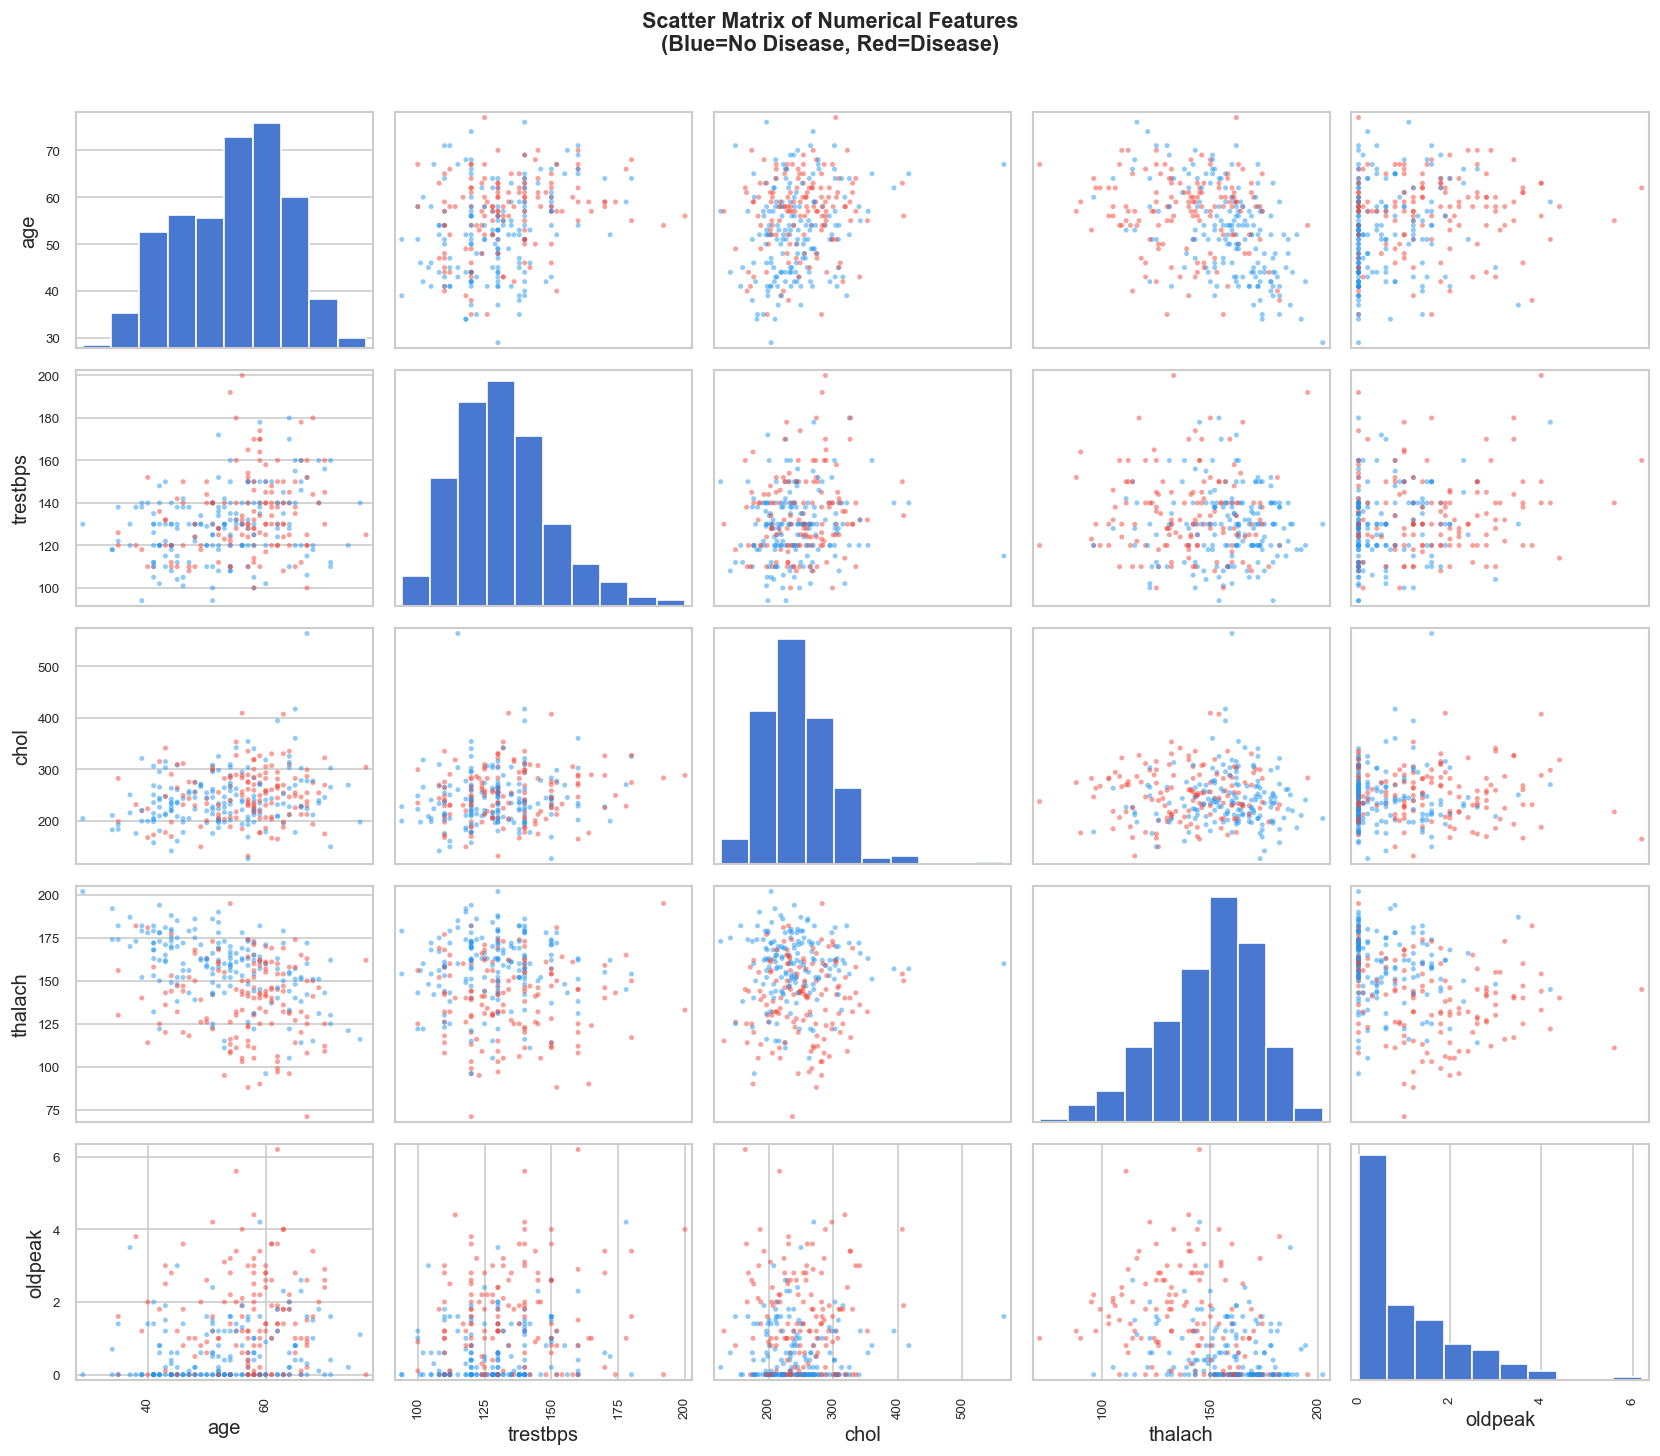 Scatter Matrix of Numerical Features
(Blue=No Disease, Red=Disease)
age
70
60
50
40
30
trestbps
200
180
160
140
120
100
chol
500
400
300
200
thalach
200
175
150
125
100
75
oldpeak
6
4
2
0
40 60
100 125 150 175 200
200 300 400 500
100 150 200
0 2 4 6
age trestbps chol thalach oldpeak